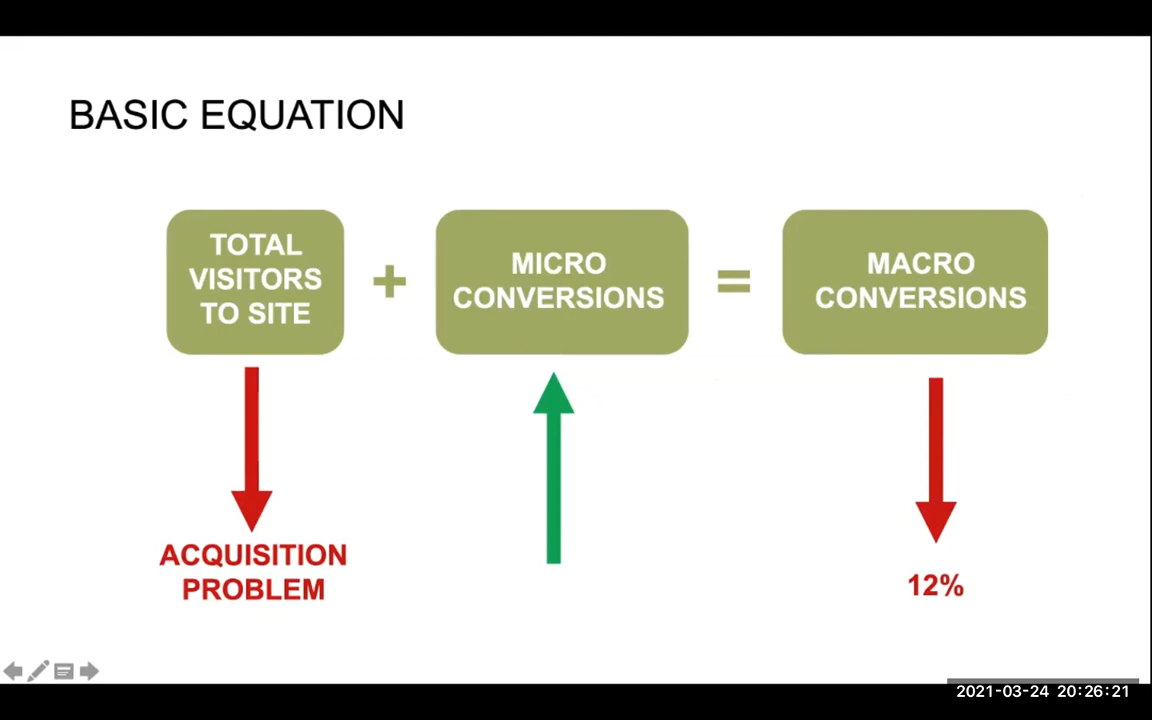 BASIC EQUATION
TOTAL
VISITORS
TO SITE
+
MICRO
CONVERSIONS
=
MACRO
CONVERSIONS
ACQUISITION
PROBLEM
12%
2021-03-24 20:26:21